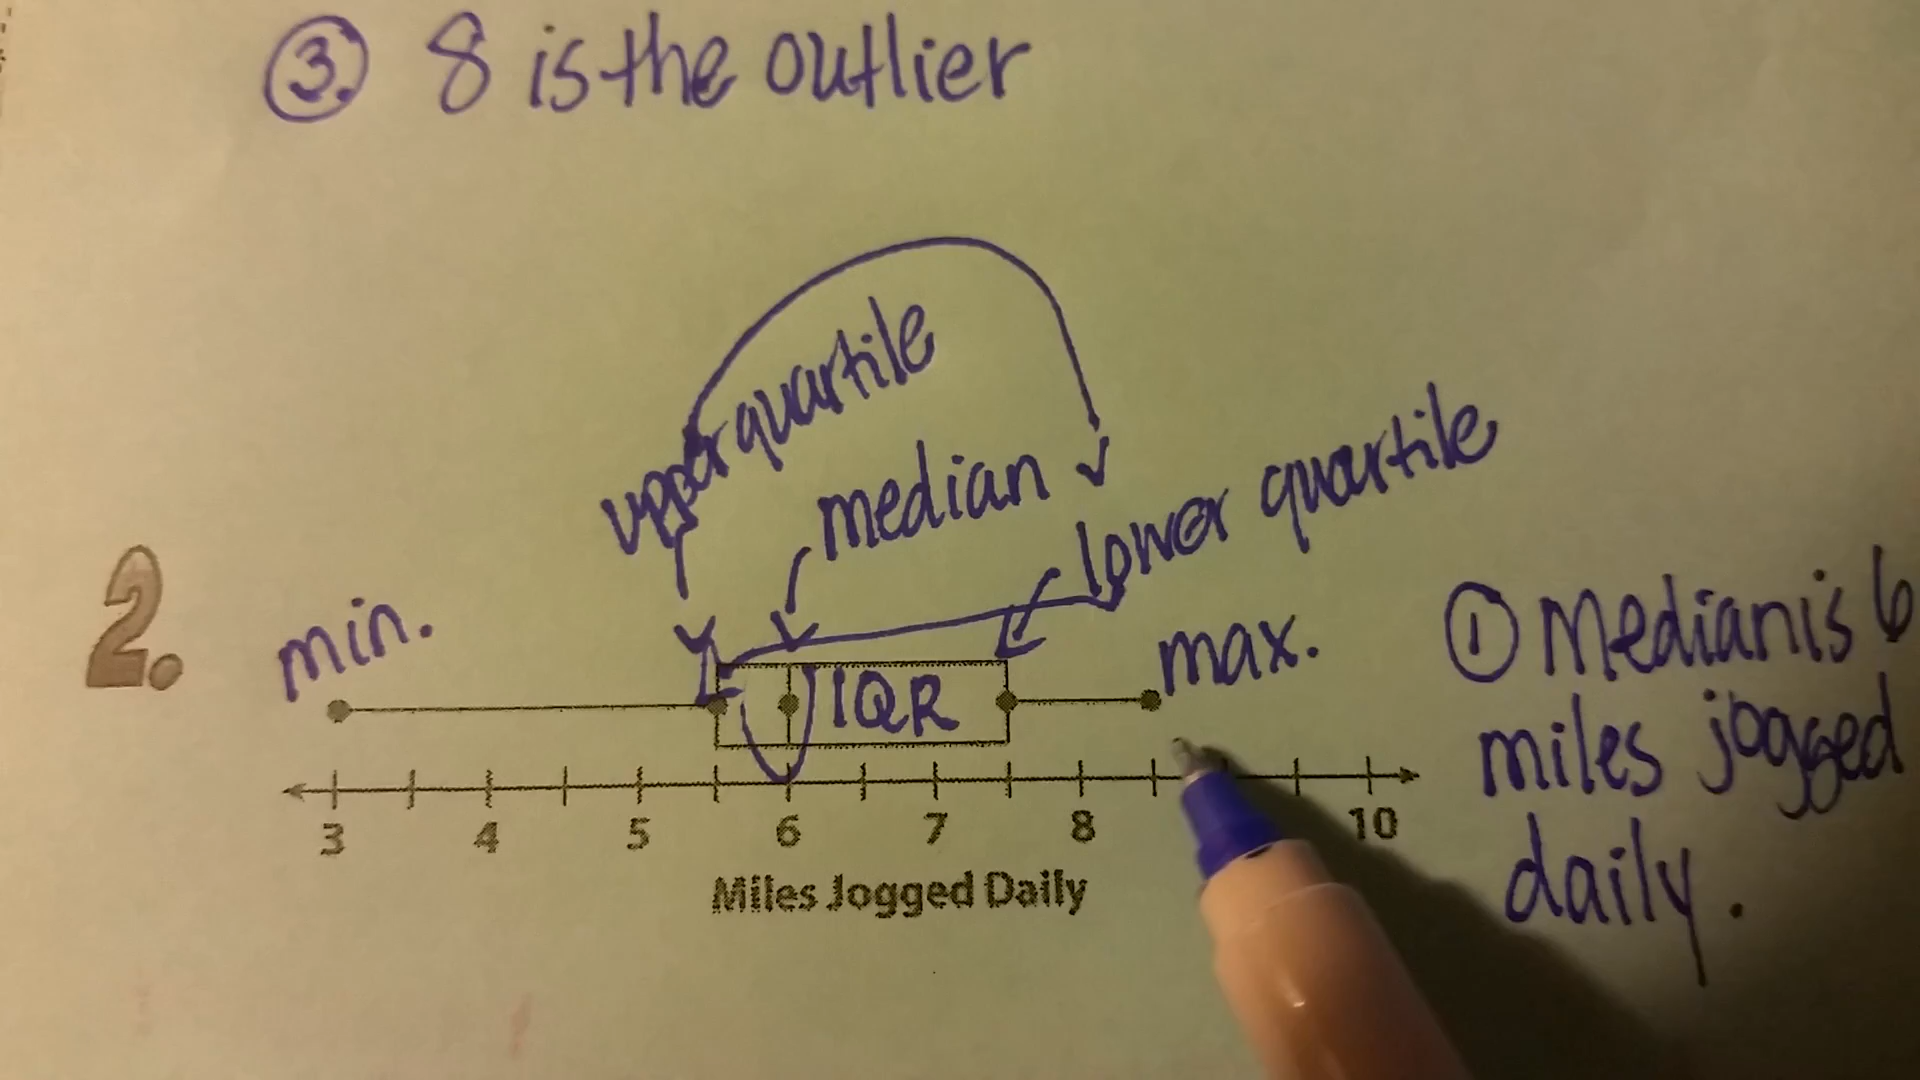 ③. 8 is the outlier
upper quartile
median
lower quartile
2.
min.
max.
IQR
① Median is 6
miles jogged
daily.
3 4 5 6 7 8 10
Miles Jogged Daily